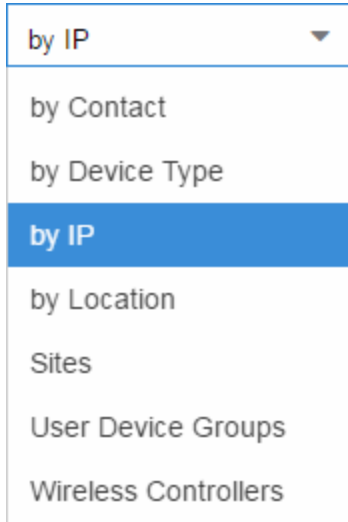 by IP
by Contact
by Device Type
by IP
by Location
Sites
User Device Groups
Wireless Controllers